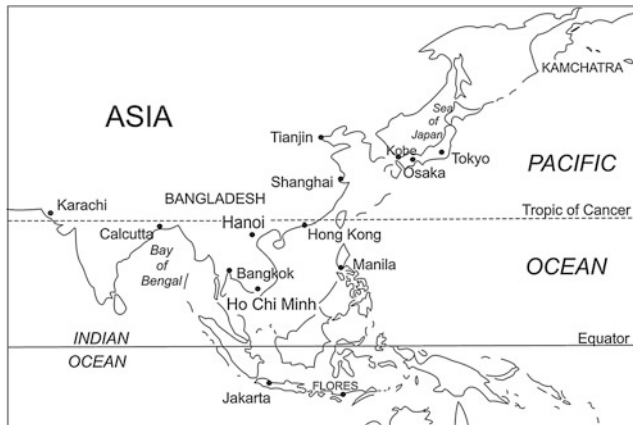 KAMCHATRA
ASIA
Sea
of
Japan
Tianjin
Kobe
Tokyo
Osaka
PACIFIC
Shanghai
BANGLADESH
Karachi
Tropic of Cancer
Calcutta
Hanoi
Hong Kong
Bay
of
Bengal
Bangkok
Manila
OCEAN
Ho Chi Minh
INDIAN
Equator
OCEAN
FLORES
Jakarta